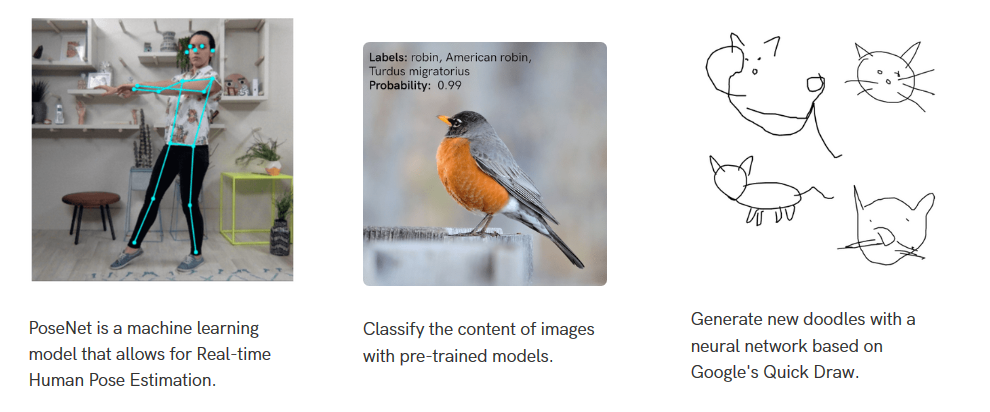 Labels: robin, American robin,
Turdus migratorius
Probability: 0.99
PoseNet is a machine learning
model that allows for Real-time
Human Pose Estimation.
Classify the content of images
with pre-trained models.
Generate new doodles with a
neural network based on
Google's Quick Draw.